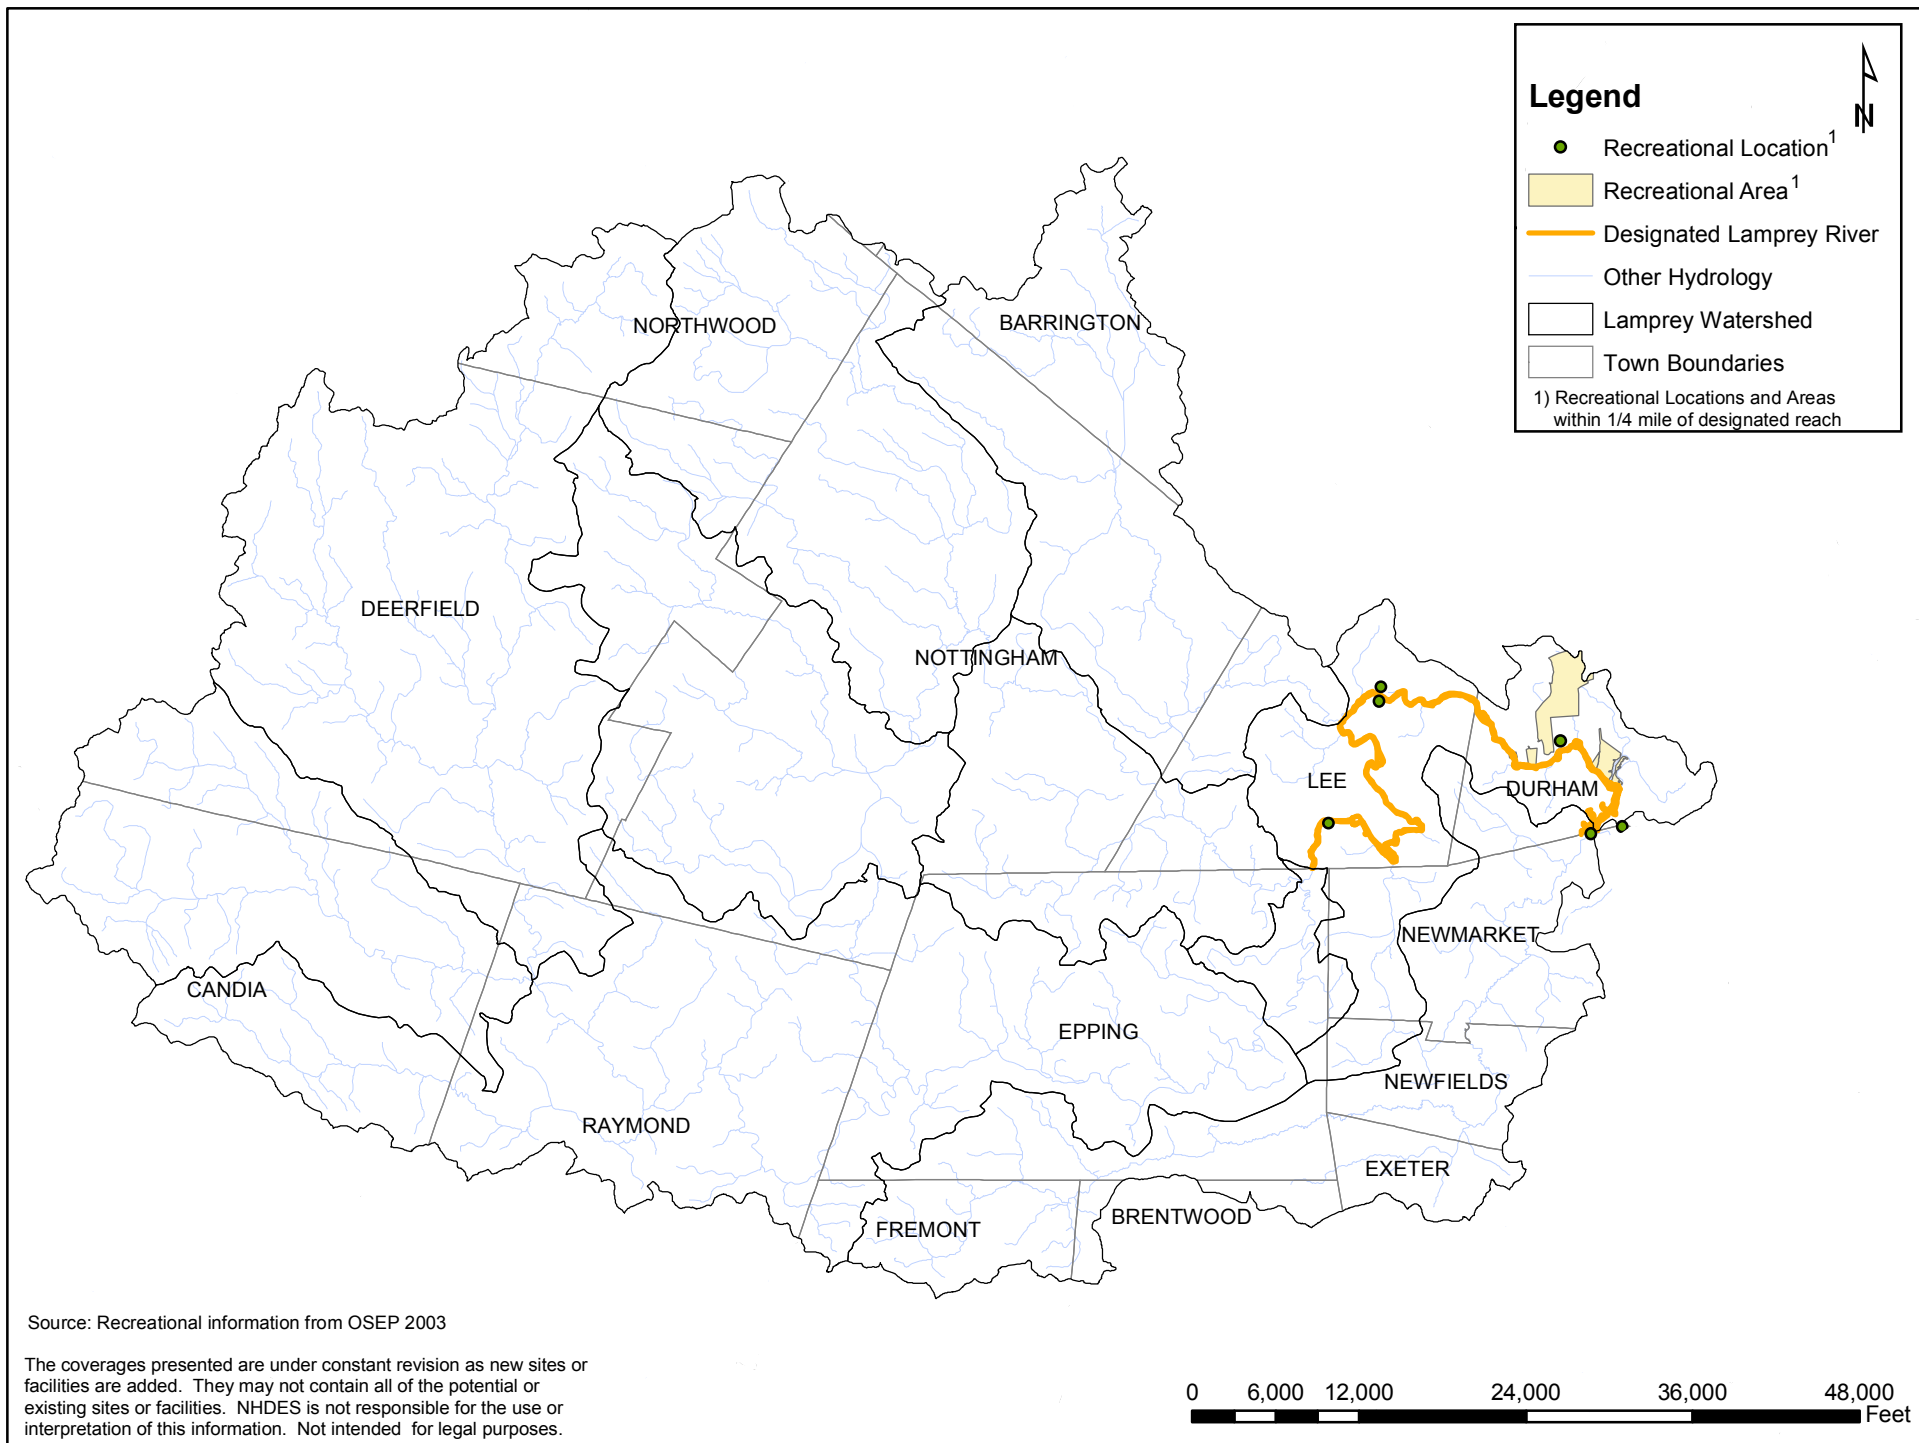 Legend
N
Recreational Location1
Recreational Area1
Designated Lamprey River
Other Hydrology
Lamprey Watershed
Town Boundaries
1) Recreational Locations and Areas
within 1/4 mile of designated reach
NORTHWOOD
BARRINGTON
DEERFIELD
NOTTINGHAM
LEE
DURHAM
NEWMARKET
CANDIA
EPPING
NEWFIELDS
RAYMOND
EXETER
FREMONT
BRENTWOOD
Source: Recreational information from OSEP 2003
The coverages presented are under constant revision as new sites or
facilities are added. They may not contain all of the potential or
existing sites or facilities. NHDES is not responsible for the use or
interpretation of this information. Not intended for legal purposes.
0 6,000 12,000 24,000 36,000 48,000
Feet